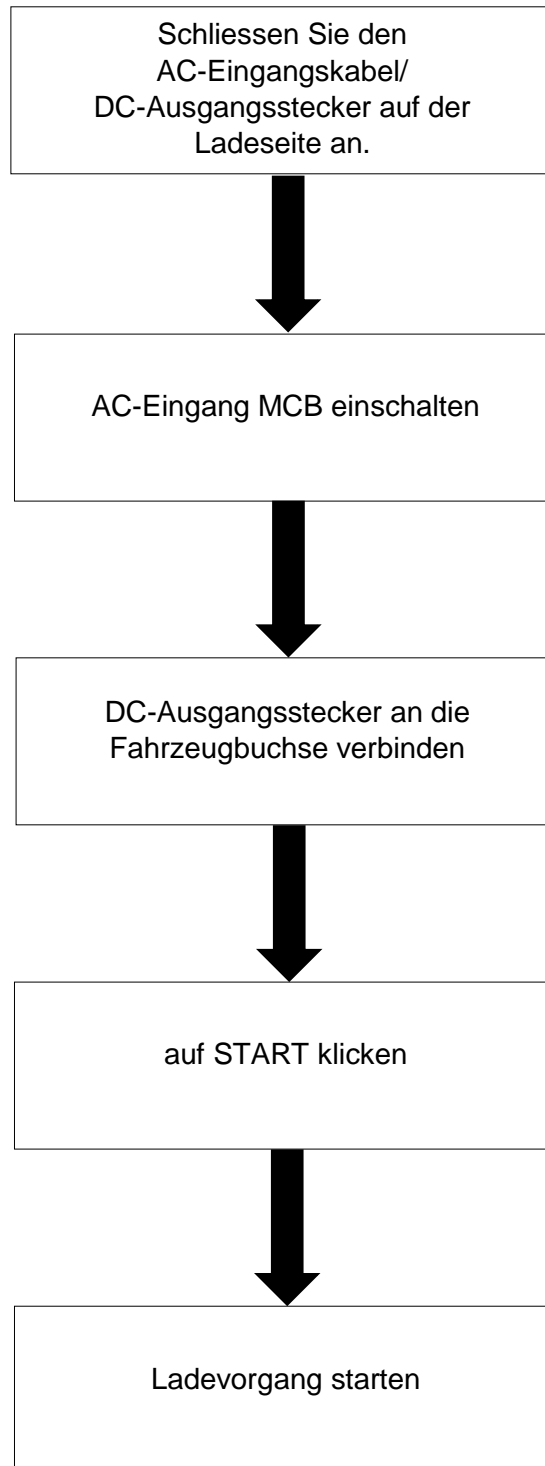 Schliessen Sie den
AC-Eingangskabel/
DC-Ausgangsstecker auf der
Ladeseite an.
AC-Eingang MCB einschalten
DC-Ausgangsstecker an die
Fahrzeugbuchse verbinden
auf START klicken
Ladevorgang starten